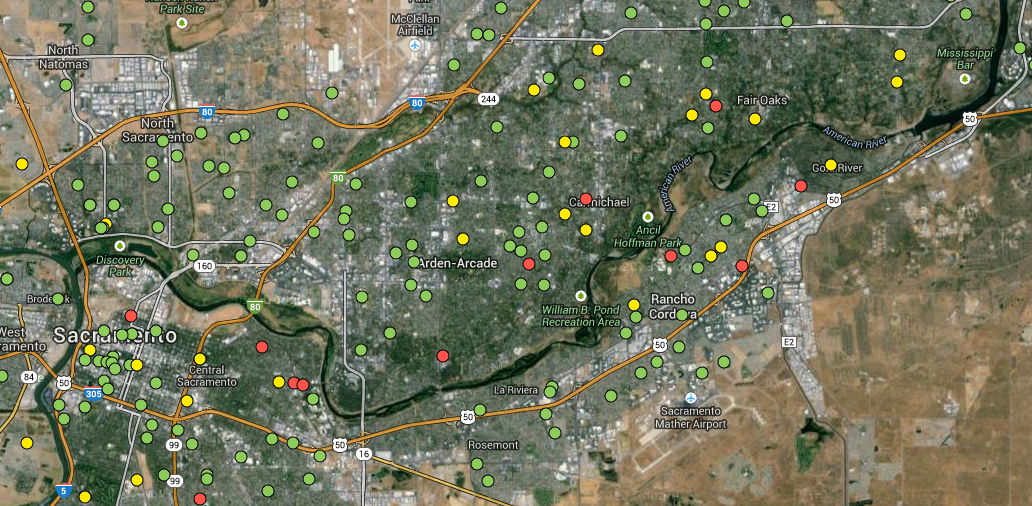 Park Site
McClellan
Airfield
North
Natomas
Mississippi
Bar
80
80
244
Fair Oaks
50
North
Sacramento
American River
80
Gold River
American River
50
E2
Carmichael
Ancil
Hoffman Park
160
Discovery
Park
Arden-Arcade
80
William B. Pond
Recreation Area
Rancho
Cordova
Sacramento
West
Sacramento
50
E2
Central
Sacramento
84
50
305
La Riviera
50
Sacramento
Mather Airport
99
50
16
Rosemont
99
5